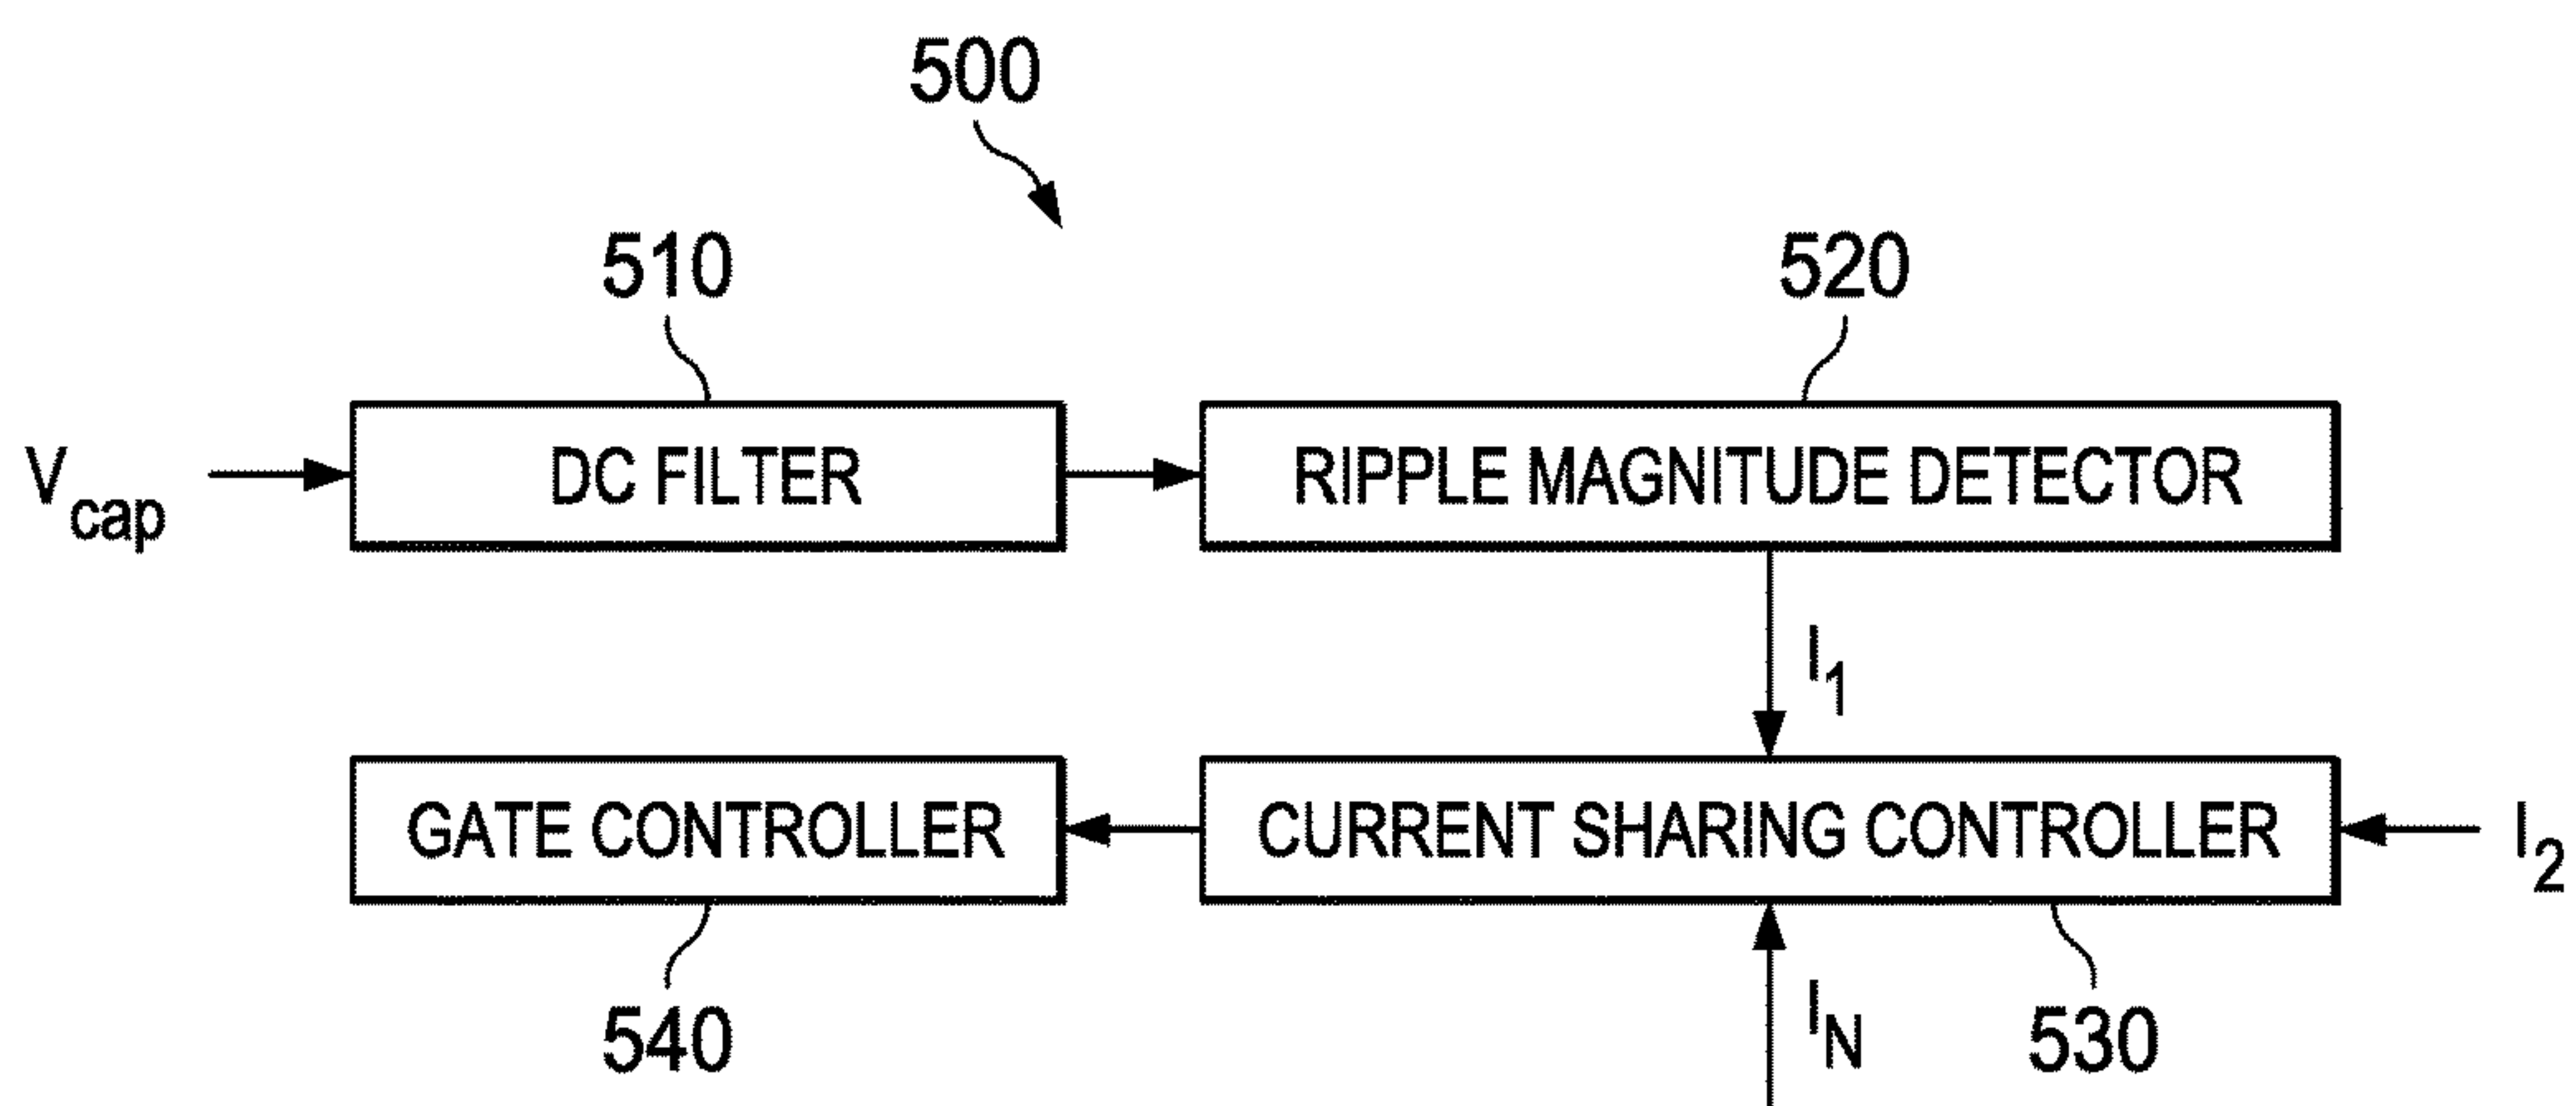 500
510
520
Vcap
DC FILTER
RIPPLE MAGNITUDE DETECTOR
I1
GATE CONTROLLER
CURRENT SHARING CONTROLLER
I2
IN
540
530